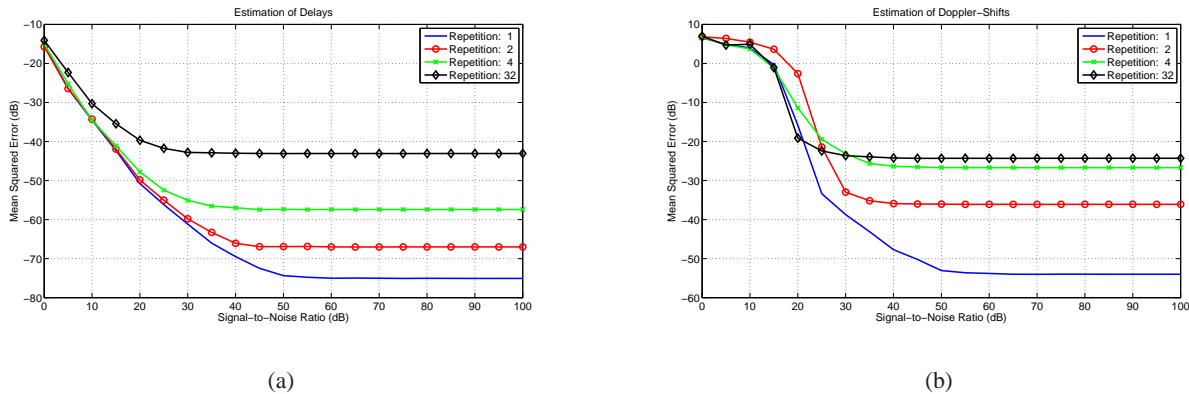 Estimation of Delays
−10
−20
−30
−40
−50
−60
−70
−80
Mean Squared Error (dB)
Repetition: 1
Repetition: 2
Repetition: 4
Repetition: 32
0 10 20 30 40 50 60 70 80 90 100
Signal−to−Noise Ratio (dB)
(a)
Estimation of Doppler−Shifts
10
0
−10
−20
−30
−40
−50
−60
Mean Squared Error (dB)
Repetition: 1
Repetition: 2
Repetition: 4
Repetition: 32
0 10 20 30 40 50 60 70 80 90 100
Signal−to−Noise Ratio (dB)
(b)